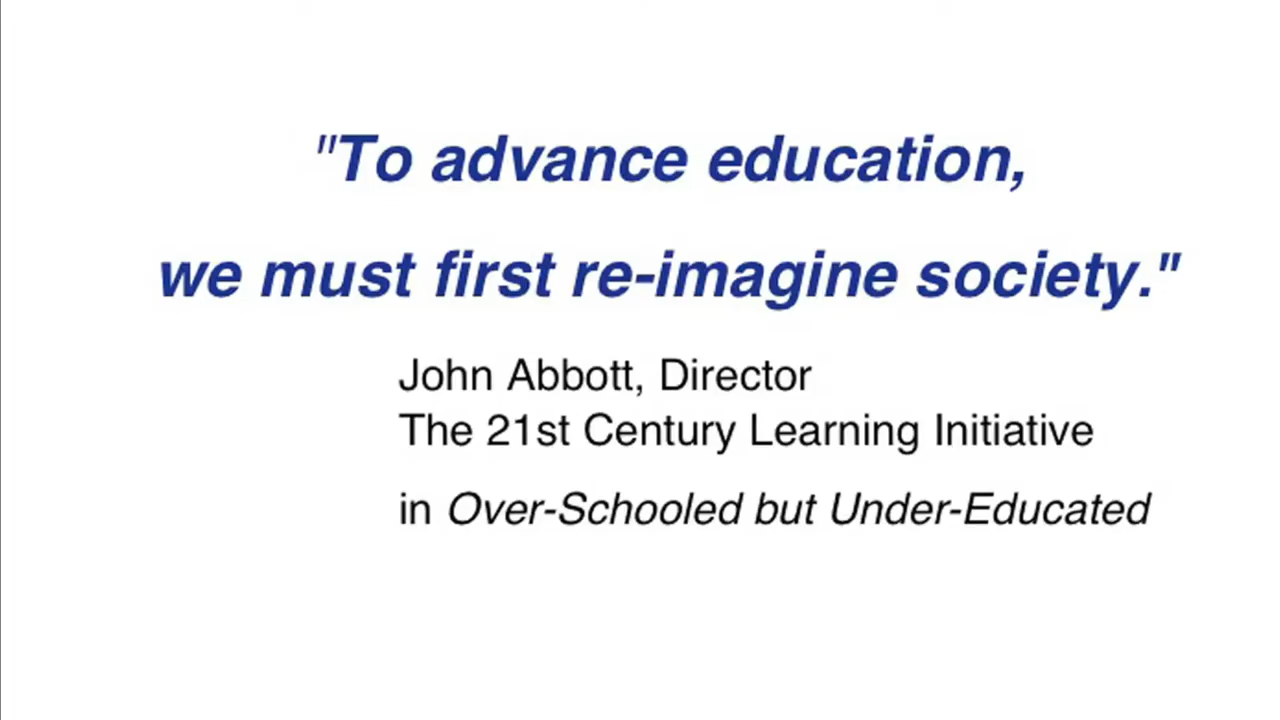 "To advance education,
we must first re-imagine society."
John Abbott, Director
The 21st Century Learning Initiative
in Over-Schooled but Under-Educated